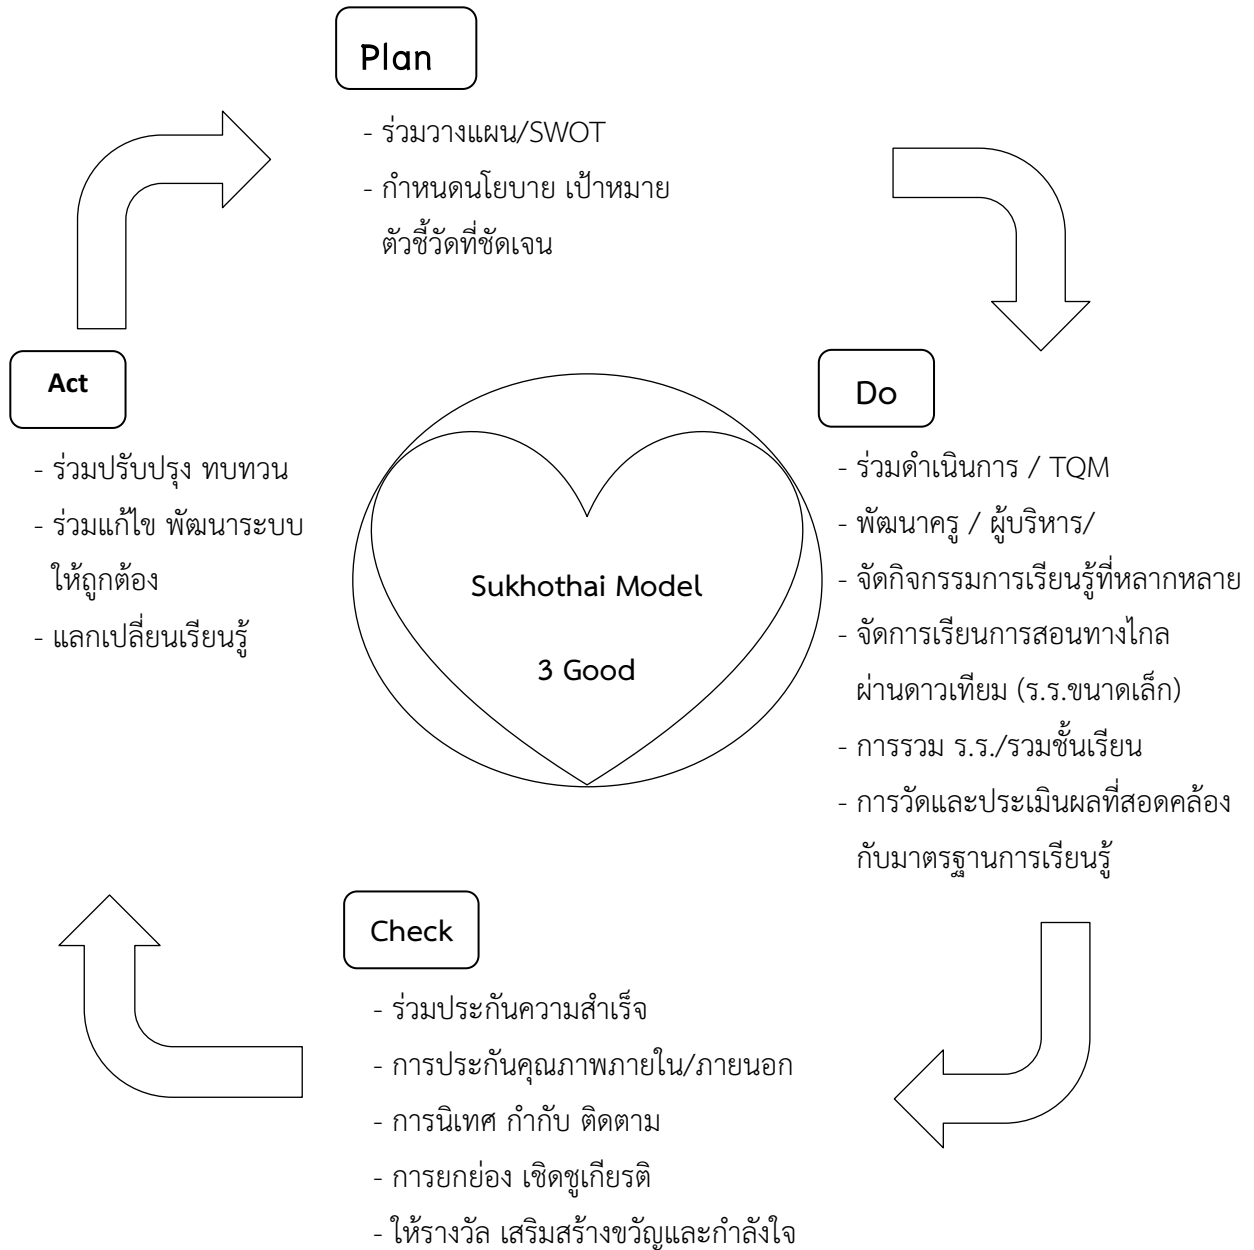 Plan
- ร่วมวางแผน/SWOT
- กำหนดนโยบาย เป้าหมาย
ตัวชี้วัดที่ชัดเจน
Do
- ร่วมดำเนินการ / TQM
- พัฒนาครู / ผู้บริหาร/
- จัดกิจกรรมการเรียนรู้ที่หลากหลาย
- จัดการเรียนการสอนทางไกล
ผ่านดาวเทียม (ร.ร.ขนาดเล็ก)
- การรวม ร.ร./รวมชั้นเรียน
- การวัดและประเมินผลที่สอดคล้อง
กับมาตรฐานการเรียนรู้
Check
- ร่วมประกันความสำเร็จ
- การประกันคุณภาพภายใน/ภายนอก
- การนิเทศ กำกับ ติดตาม
- การยกย่อง เชิดชูเกียรติ
- ให้รางวัล เสริมสร้างขวัญและกำลังใจ
Act
- ร่วมปรับปรุง ทบทวน
- ร่วมแก้ไข พัฒนาระบบ
ให้ถูกต้อง
- แลกเปลี่ยนเรียนรู้
Sukhothai Model
3 Good